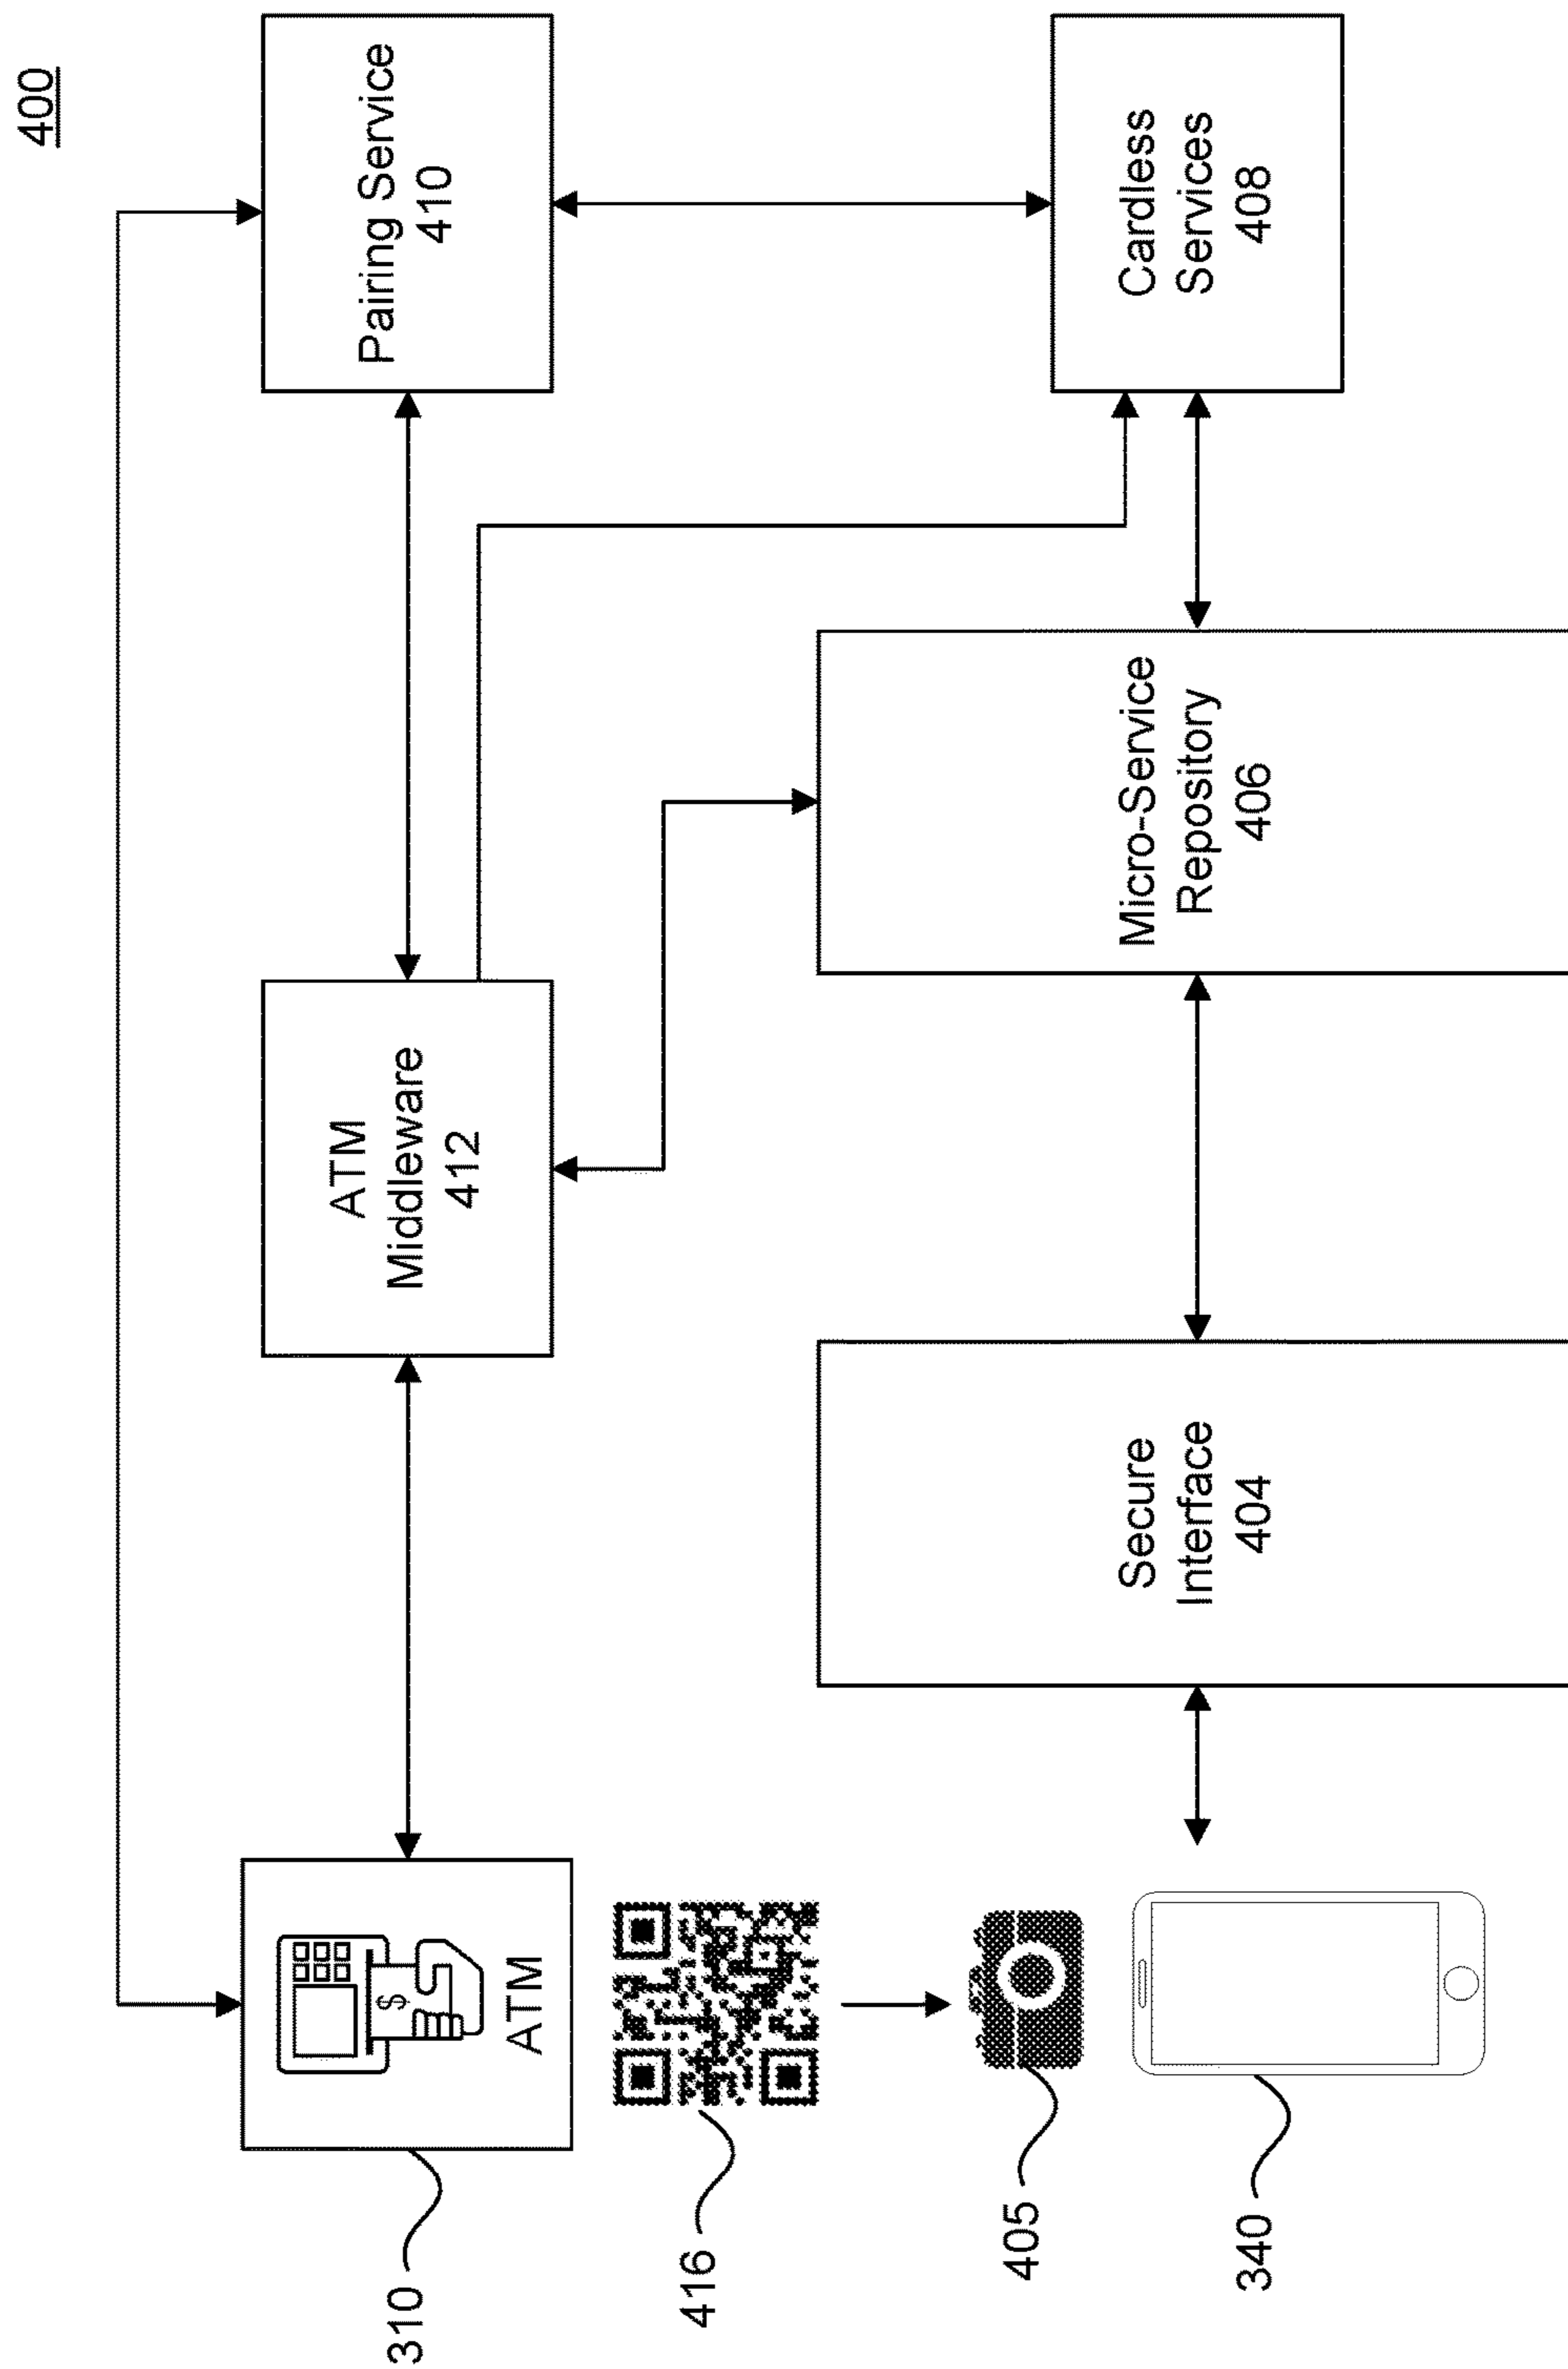 400
ATM
310
ATM
Middleware
412
Pairing Service
410
416
405
340
Secure
Interface
404
Micro-Service
Repository
406
Cardless
Services
408
$